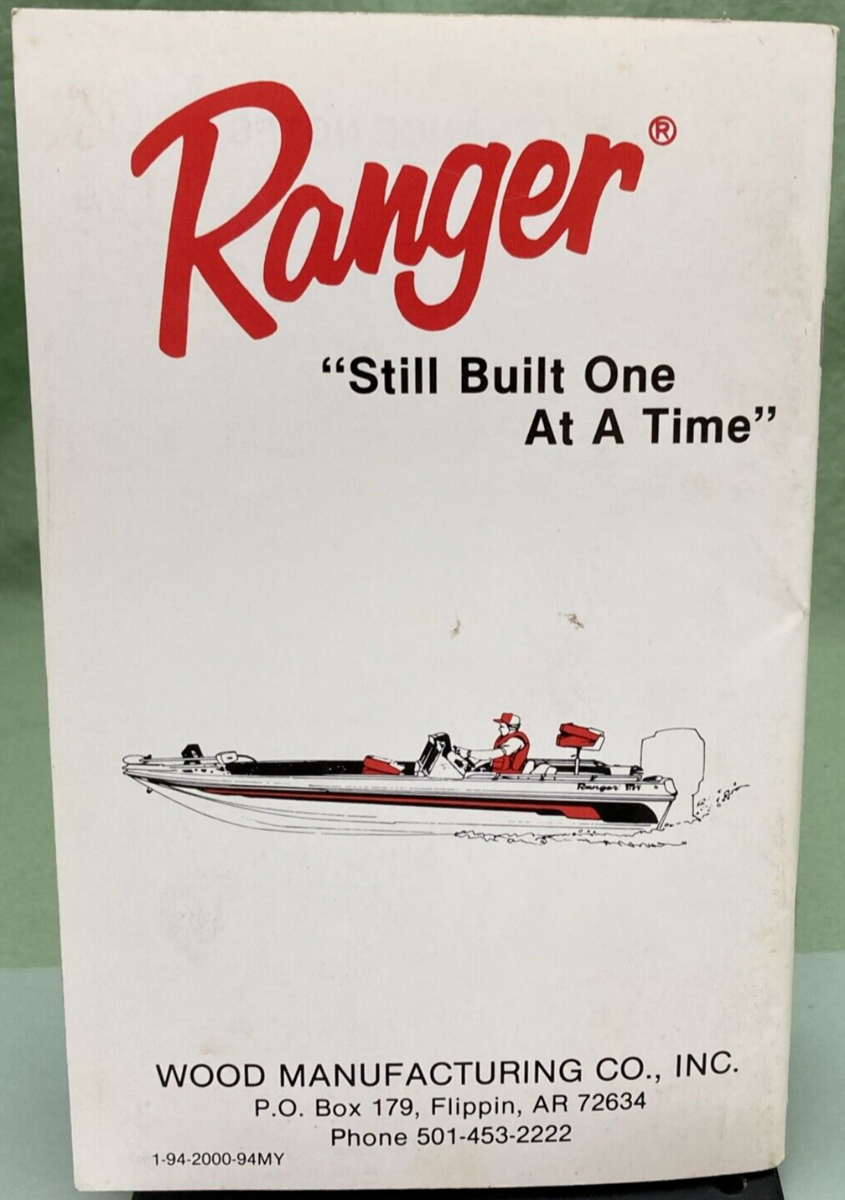 Ranger®
“Still Built One
At A Time”
Ranger
WOOD MANUFACTURING CO., INC.
P.O. Box 179, Flippin, AR 72634
Phone 501-453-2222
1-94-2000-94MY